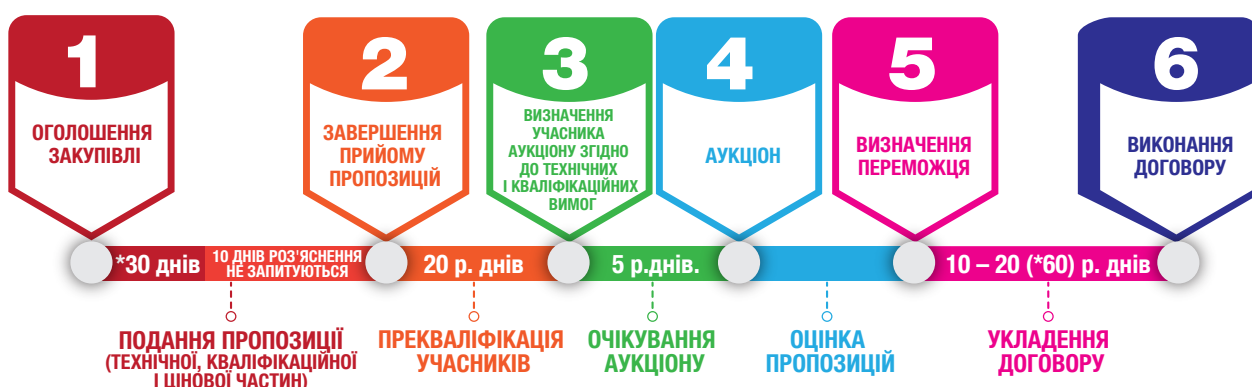 1
ОГОЛОШЕННЯ
ЗАКУПІВЛІ
2
ЗАВЕРШЕННЯ
ПРИЙОМУ
ПРОПОЗИЦІЙ
3
ВИЗНАЧЕННЯ
УЧАСНИКА
АУКЦІОНУ ЗГІДНО
ДО ТЕХНІЧНИХ
І КВАЛІФІКАЦІЙНИХ
ВИМОГ
4
АУКЦІОН
5
ВИЗНАЧЕННЯ
ПЕРЕМОЖЦЯ
6
ВИКОНАННЯ
ДОГОВОРУ
*30 днів
10 ДНІВ РОЗ’ЯСНЕННЯ
НЕ ЗАПИТУЮТЬСЯ
20 р. днів
5 р.днів.
10 – 20 (*60) р. днів
ПОДАННЯ ПРОПОЗИЦІЇ
(ТЕХНІЧНОЇ, КВАЛІФІКАЦІЙНОЇ
І ЦІНОВОЇ ЧАСТИН)
ПРЕКВАЛІФІКАЦІЯ
УЧАСНИКІВ
ОЧІКУВАННЯ
АУКЦІОНУ
ОЦІНКА
ПРОПОЗИЦІЙ
УКЛАДЕННЯ
ДОГОВОРУ